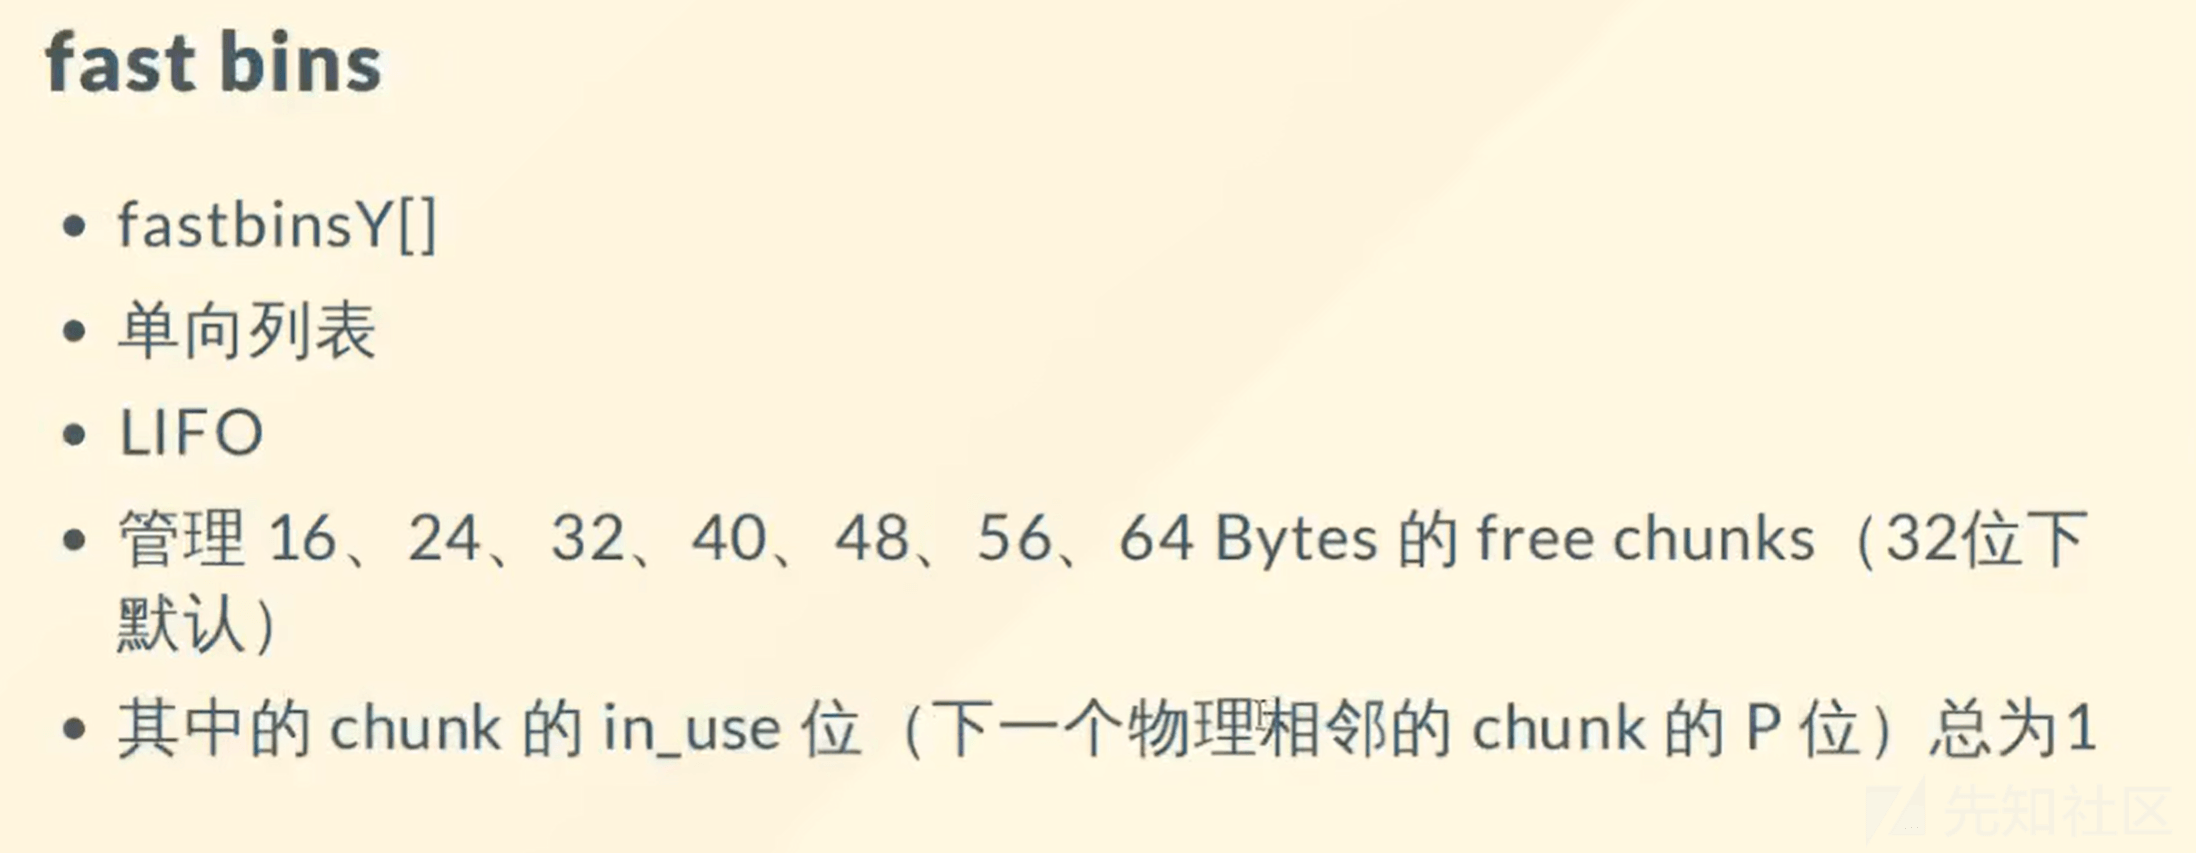 fast bins
fastbinsY[]
单向列表
LIFO
管理 16、24、32、40、48、56、64 Bytes 的 free chunks（32位下
默认）
其中的 chunk 的 in_use 位（下一个物理相邻的 chunk 的 P 位）总为1
先知社区